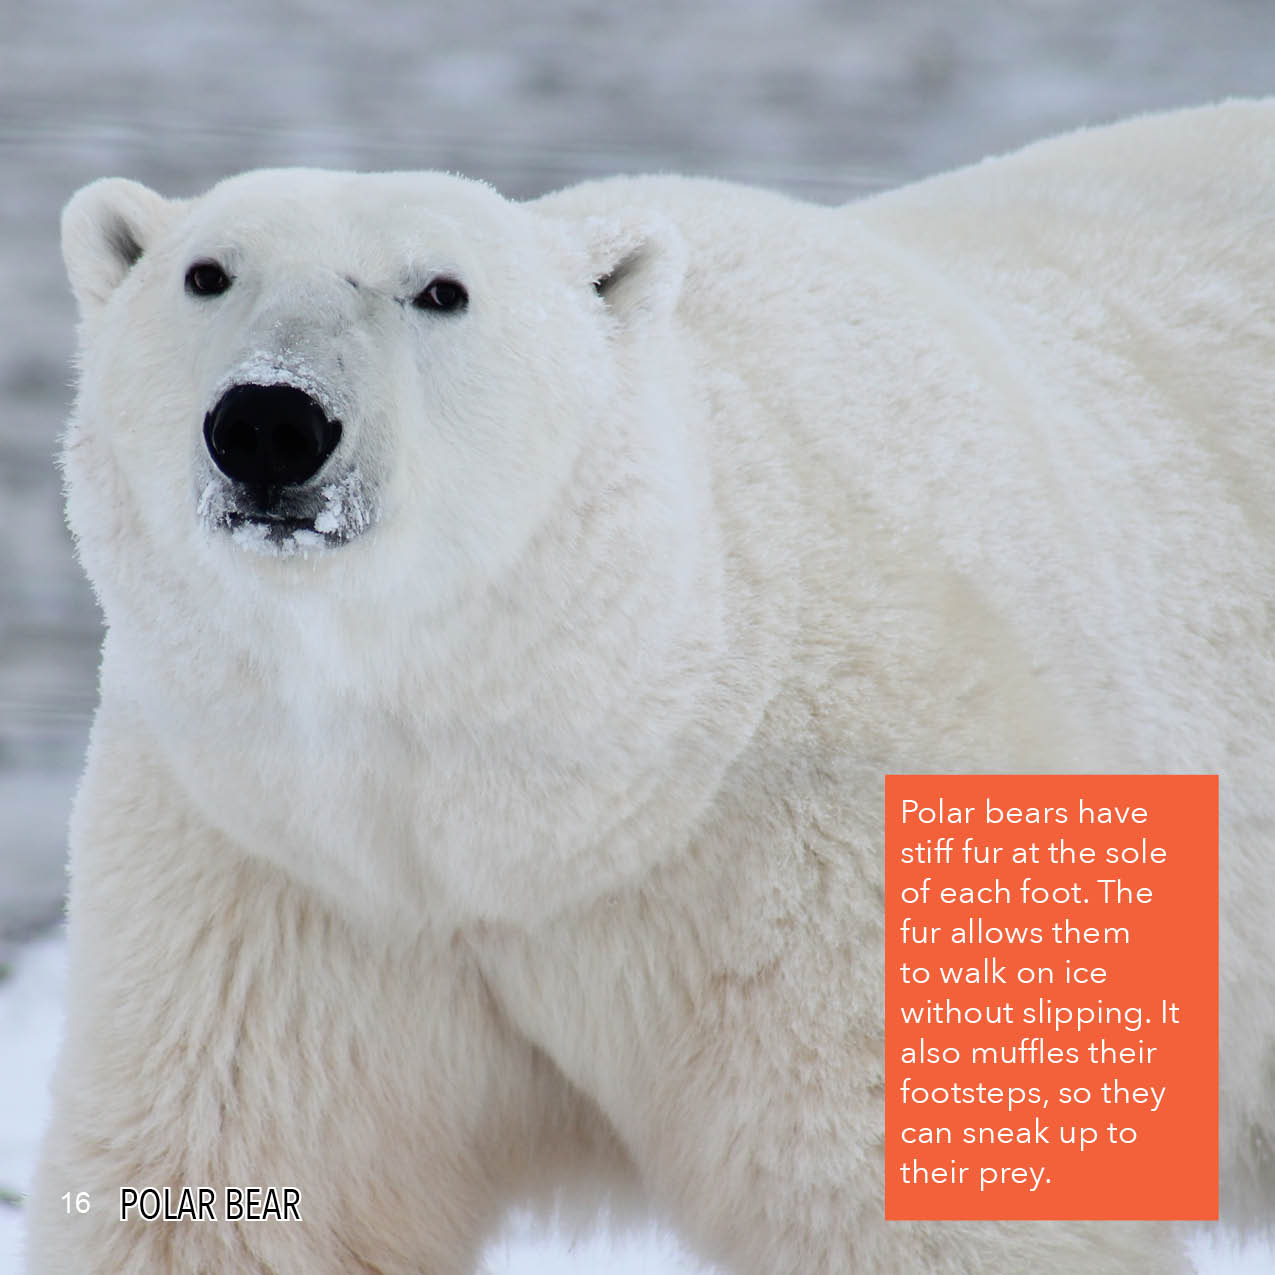 Polar bears have
stiff fur at the sole
of each foot. The
fur allows them
to walk on ice
without slipping. It
also muffles their
footsteps, so they
can sneak up to
their prey.
16 POLAR BEAR